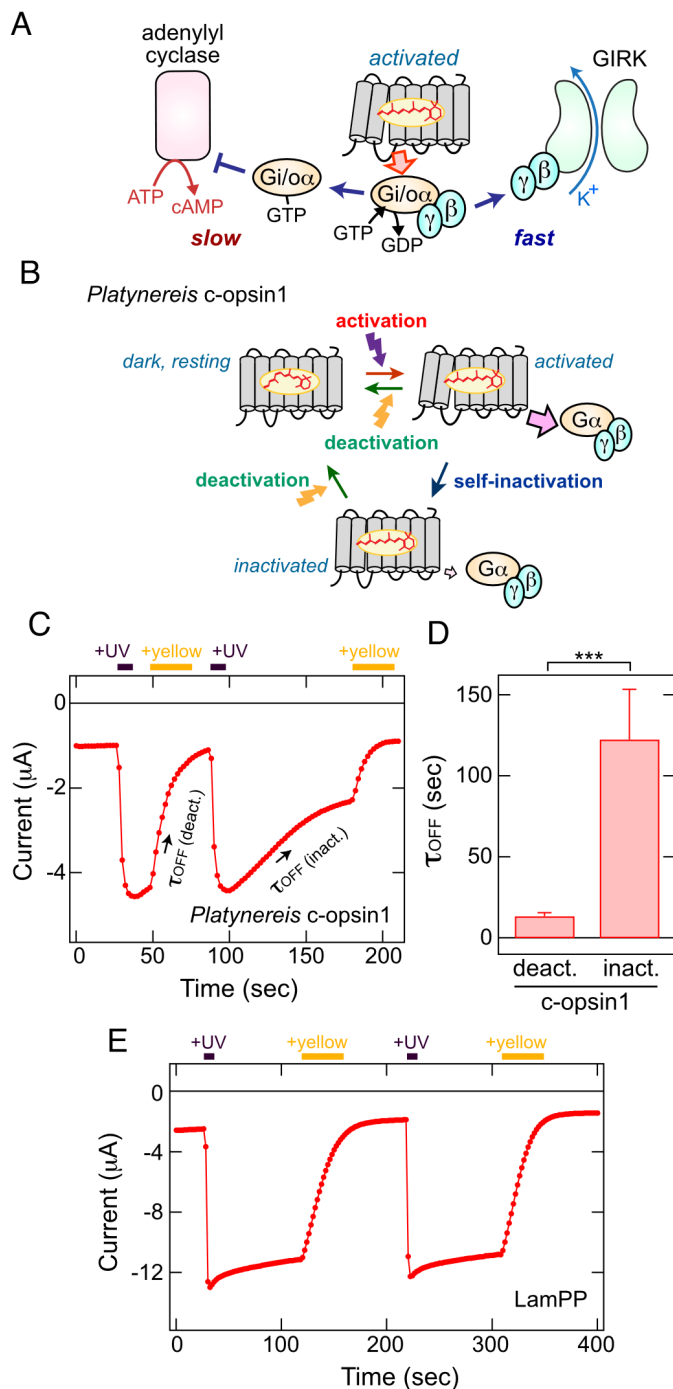 A
adenylyl
cyclase
activated
GIRK
Gi/oα
GTP
ATP
cAMP
slow
Gi/oα
γ
β
GTP
GDP
γ
β
K+
fast
B
Platynereis c-opsin1
activation
dark, resting
activated
deactivation
Gα
γ
β
deactivation
self-inactivation
inactivated
Gα
γ
β
C
+UV
+yellow
+UV
+yellow
0
-2
-4
Current (μA)
τOFF (deact.)
τOFF (inact.)
Platynereis c-opsin1
0
50
100
150
200
Time (sec)
D
***
150
100
50
0
τOFF (sec)
deact.
inact.
c-opsin1
E
+UV
+yellow
+UV
+yellow
0
-4
-8
-12
Current (μA)
LamPP
0
100
200
300
400
Time (sec)